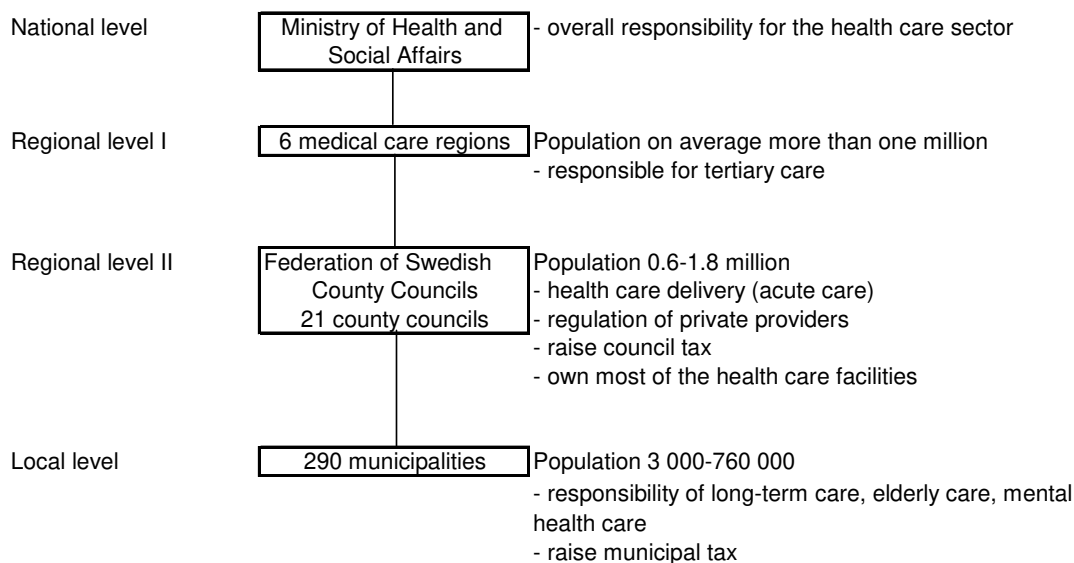 National level
Ministry of Health and
Social Affairs
- overall responsibility for the health care sector
Regional level I
6 medical care regions
Population on average more than one million
- responsible for tertiary care
Regional level II
Federation of Swedish
County Councils
21 county councils
Population 0.6-1.8 million
- health care delivery (acute care)
- regulation of private providers
- raise council tax
- own most of the health care facilities
Local level
290 municipalities
Population 3 000-760 000
- responsibility of long-term care, elderly care, mental
health care
- raise municipal tax